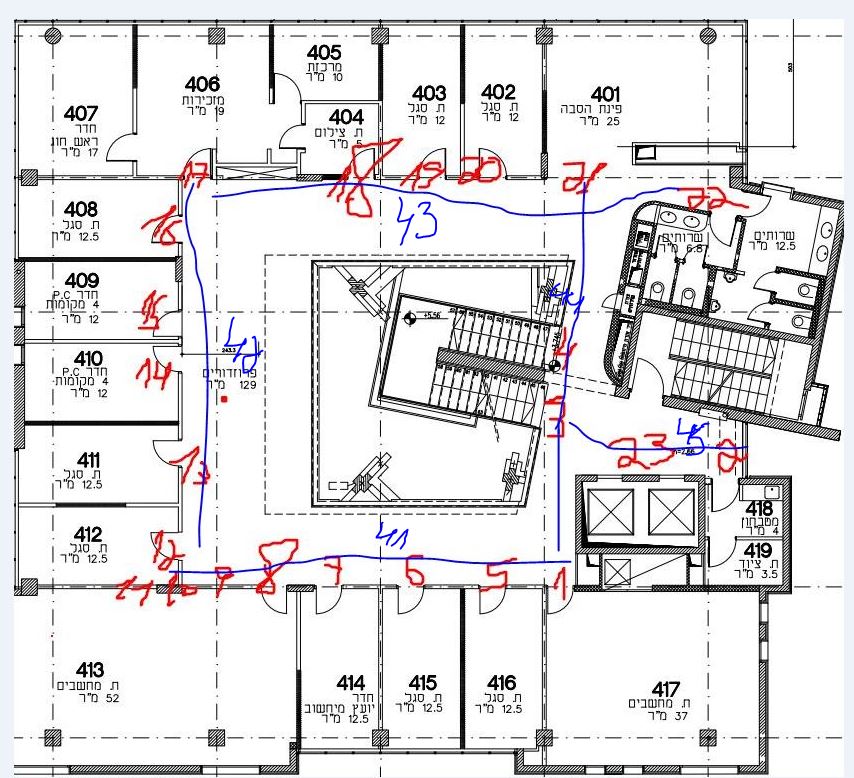 405
מרכזת
10 מ"ר
406
מזכירות
19 מ"ר
403
ת. סגל
12 מ"ר
402
ת. סגל
12 מ"ר
401
פינת הסבה
25 מ"ר
404
ת. צילום
5 מ"ר
407
חדר
ראש חוג
17 מ"ר
17
18
19
20
21
22
43
408
ת. סגל
12.5 מ"ר
16
שרותים
6.8 מ"ר
שרותים
12.5 מ"ר
409
חדר P.C
4 מקומות
12 מ"ר
15
44
+5.56
42
243.3
4
410
חדר P.C
4 מקומות
12 מ"ר
14
פרוזדורים
129 מ"ר
3
45
23
2
411
ת. סגל
12.5 מ"ר
13
418
מטבחון
4 מ"ר
412
ת. סגל
12.5 מ"ר
12
41
419
ת. ציוד
3.5 מ"ר
11
10
9
8
7
6
5
1
413
ת. מחשבים
52 מ"ר
414
חדר
יועץ מיחשוב
12.5 מ"ר
415
ת. סגל
12.5 מ"ר
416
ת. סגל
12.5 מ"ר
417
ת. מחשבים
37 מ"ר